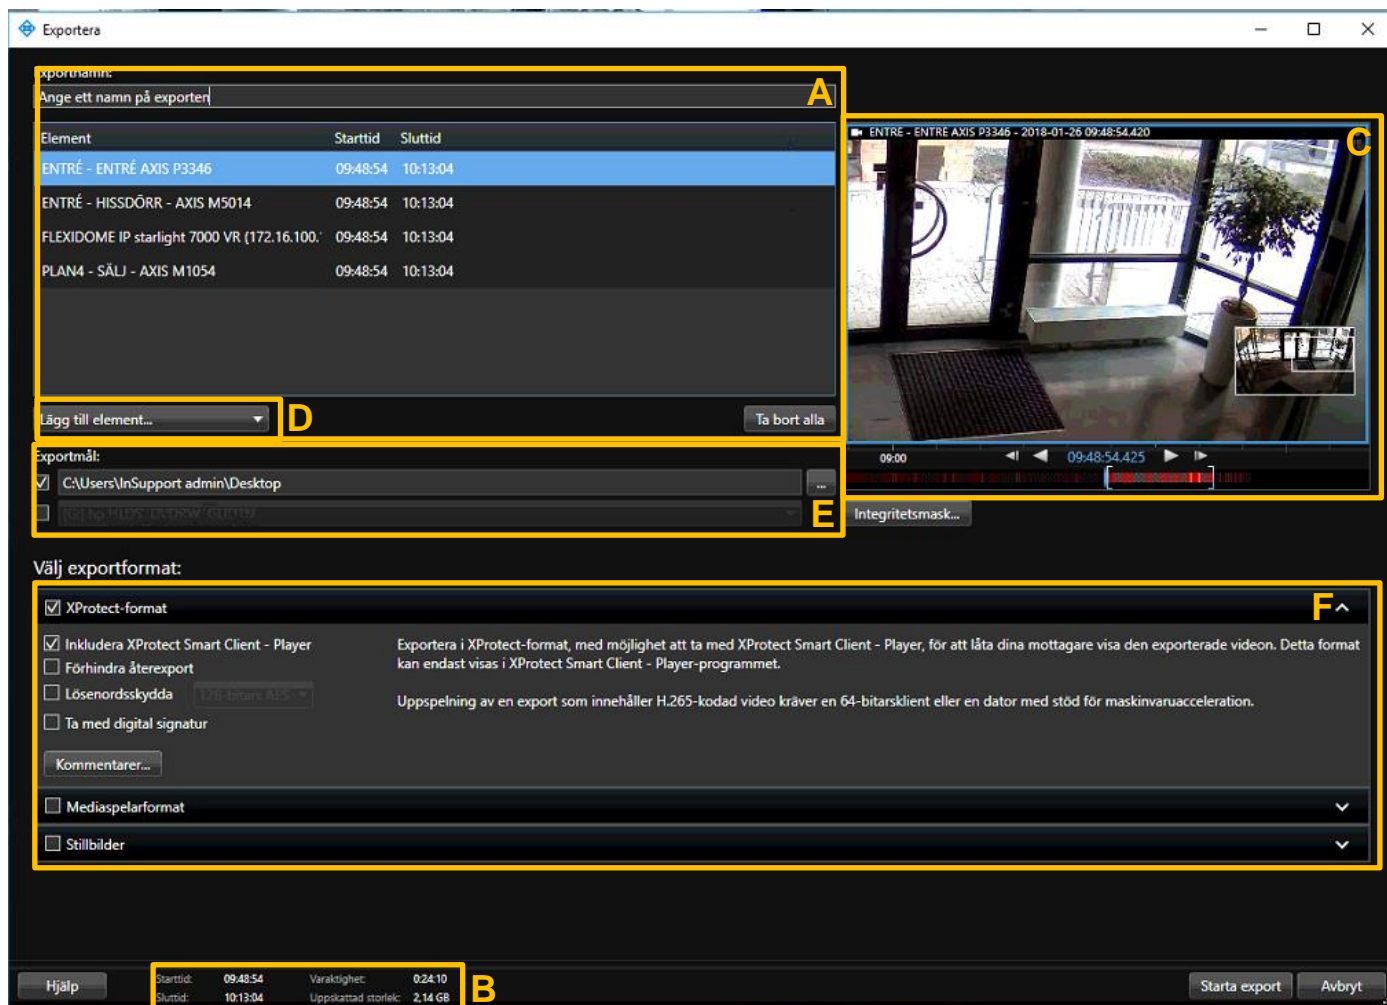 Exportera
Exportnamn:
Ange ett namn på exporten
A
Element Starttid Sluttid
ENTRÉ - ENTRÉ AXIS P3346 09:48:54 10:13:04
ENTRÉ - HISSDÖRR - AXIS M5014 09:48:54 10:13:04
FLEXIDOME IP starlight 7000 VR (172.16.100. 09:48:54 10:13:04
PLAN4 - SÄLJ - AXIS M1054 09:48:54 10:13:04
Lägg till element...
D
Ta bort alla
ENTRÉ - ENTRÉ AXIS P3346 - 2018-01-26 09:48:54.420
C
09:00 09:48:54.425
Exportmål:
C:\Users\InSupport admin\Desktop
...
E
Integritetsmask...
Välj exportformat:
XProtect-format
F
Inkludera XProtect Smart Client - Player
Förhindra återexport
Lösenordsskydda 128-bitars AES
Ta med digital signatur
Kommentarer...
Exportera i XProtect-format, med möjlighet att ta med XProtect Smart Client - Player, för att låta dina mottagare visa den exporterade videon. Detta format
kan endast visas i XProtect Smart Client - Player-programmet.
Uppspelning av en export som innehåller H.265-kodad video kräver en 64-bitarsklient eller en dator med stöd för maskinvaruacceleration.
Mediaspelarformat
Stillbilder
Hjälp
Starttid: 09:48:54 Varaktighet: 0:24:10
Sluttid: 10:13:04 Uppskattad storlek: 2,14 GB
B
Starta export
Avbryt